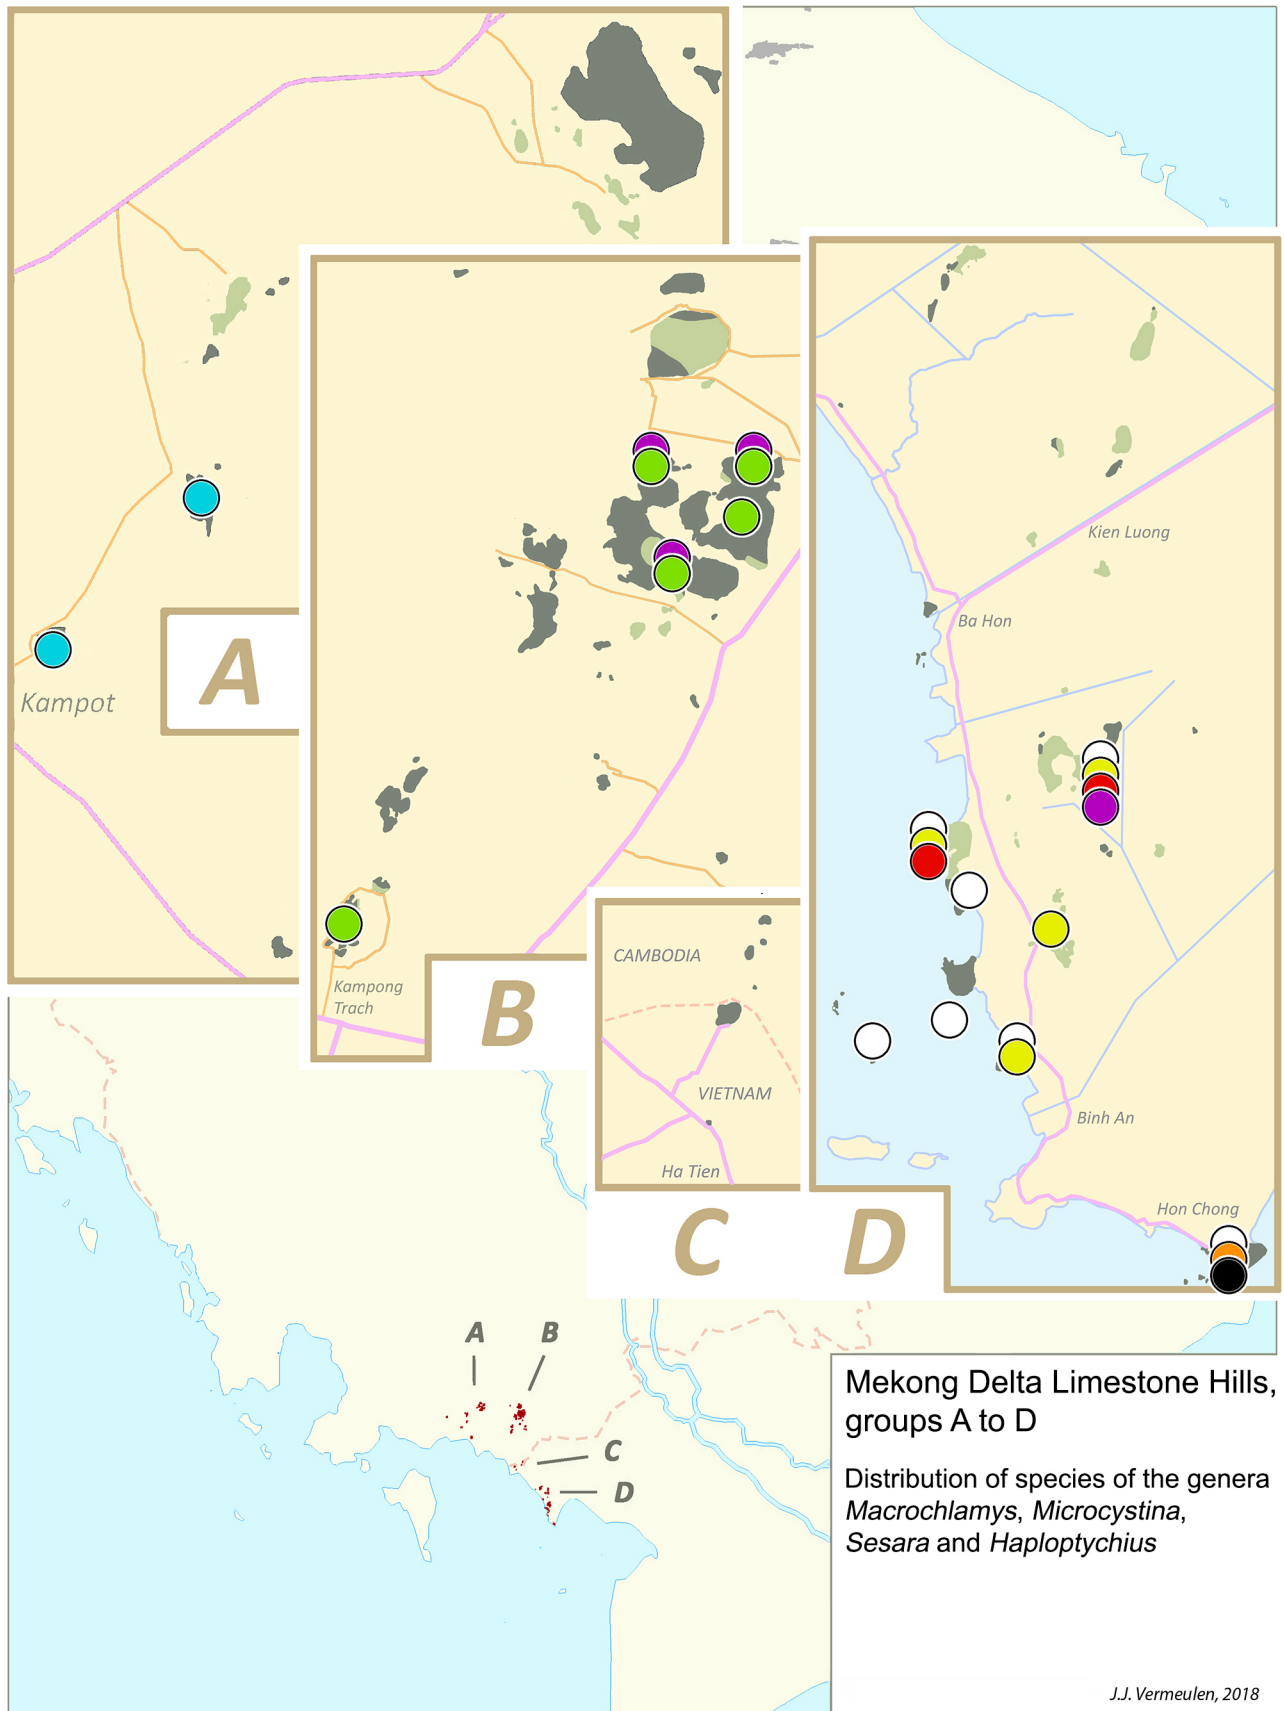 Kampot
A
Kampong
Trach
B
CAMBODIA
VIETNAM
Ha Tien
C
D
Kien Luong
Ba Hon
Binh An
Hon Chong
A
B
C
D
Mekong Delta Limestone Hills,
groups A to D
Distribution of species of the genera
Macrochlamys, Microcystina,
Sesara and Haploptychius
J.J. Vermeulen, 2018